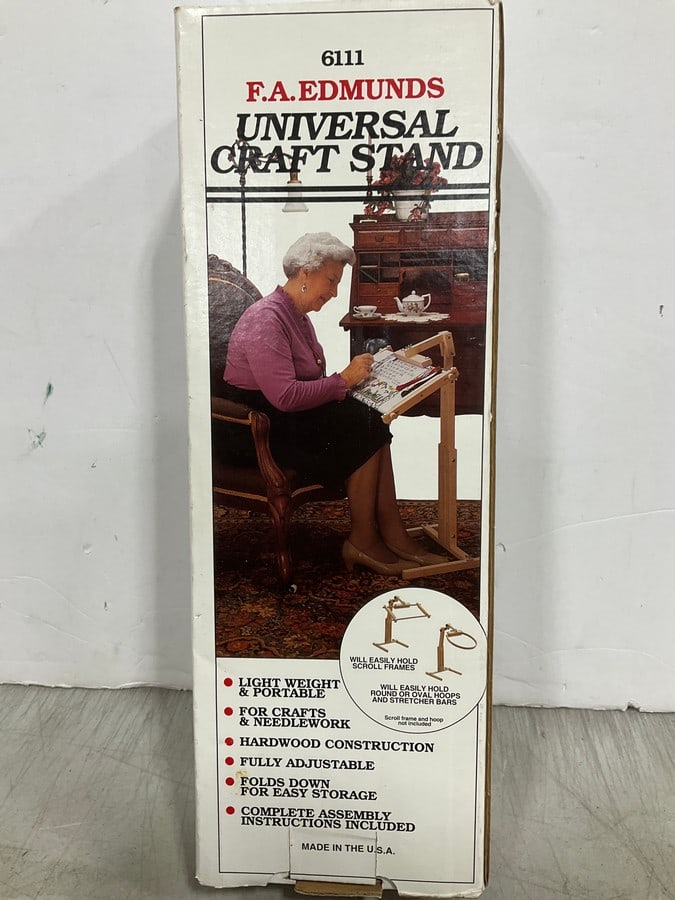 6111
F.A.EDMUNDS
UNIVERSAL
CRAFT STAND
WILL EASILY HOLD
SCROLL FRAMES
WILL EASILY HOLD
ROUND OR OVAL HOOPS
AND STRETCHER BARS
Scroll frame and hoop
not included
• LIGHT WEIGHT
& PORTABLE
• FOR CRAFTS
& NEEDLEWORK
• HARDWOOD CONSTRUCTION
• FULLY ADJUSTABLE
• FOLDS DOWN
FOR EASY STORAGE
• COMPLETE ASSEMBLY
INSTRUCTIONS INCLUDED
MADE IN THE U.S.A.